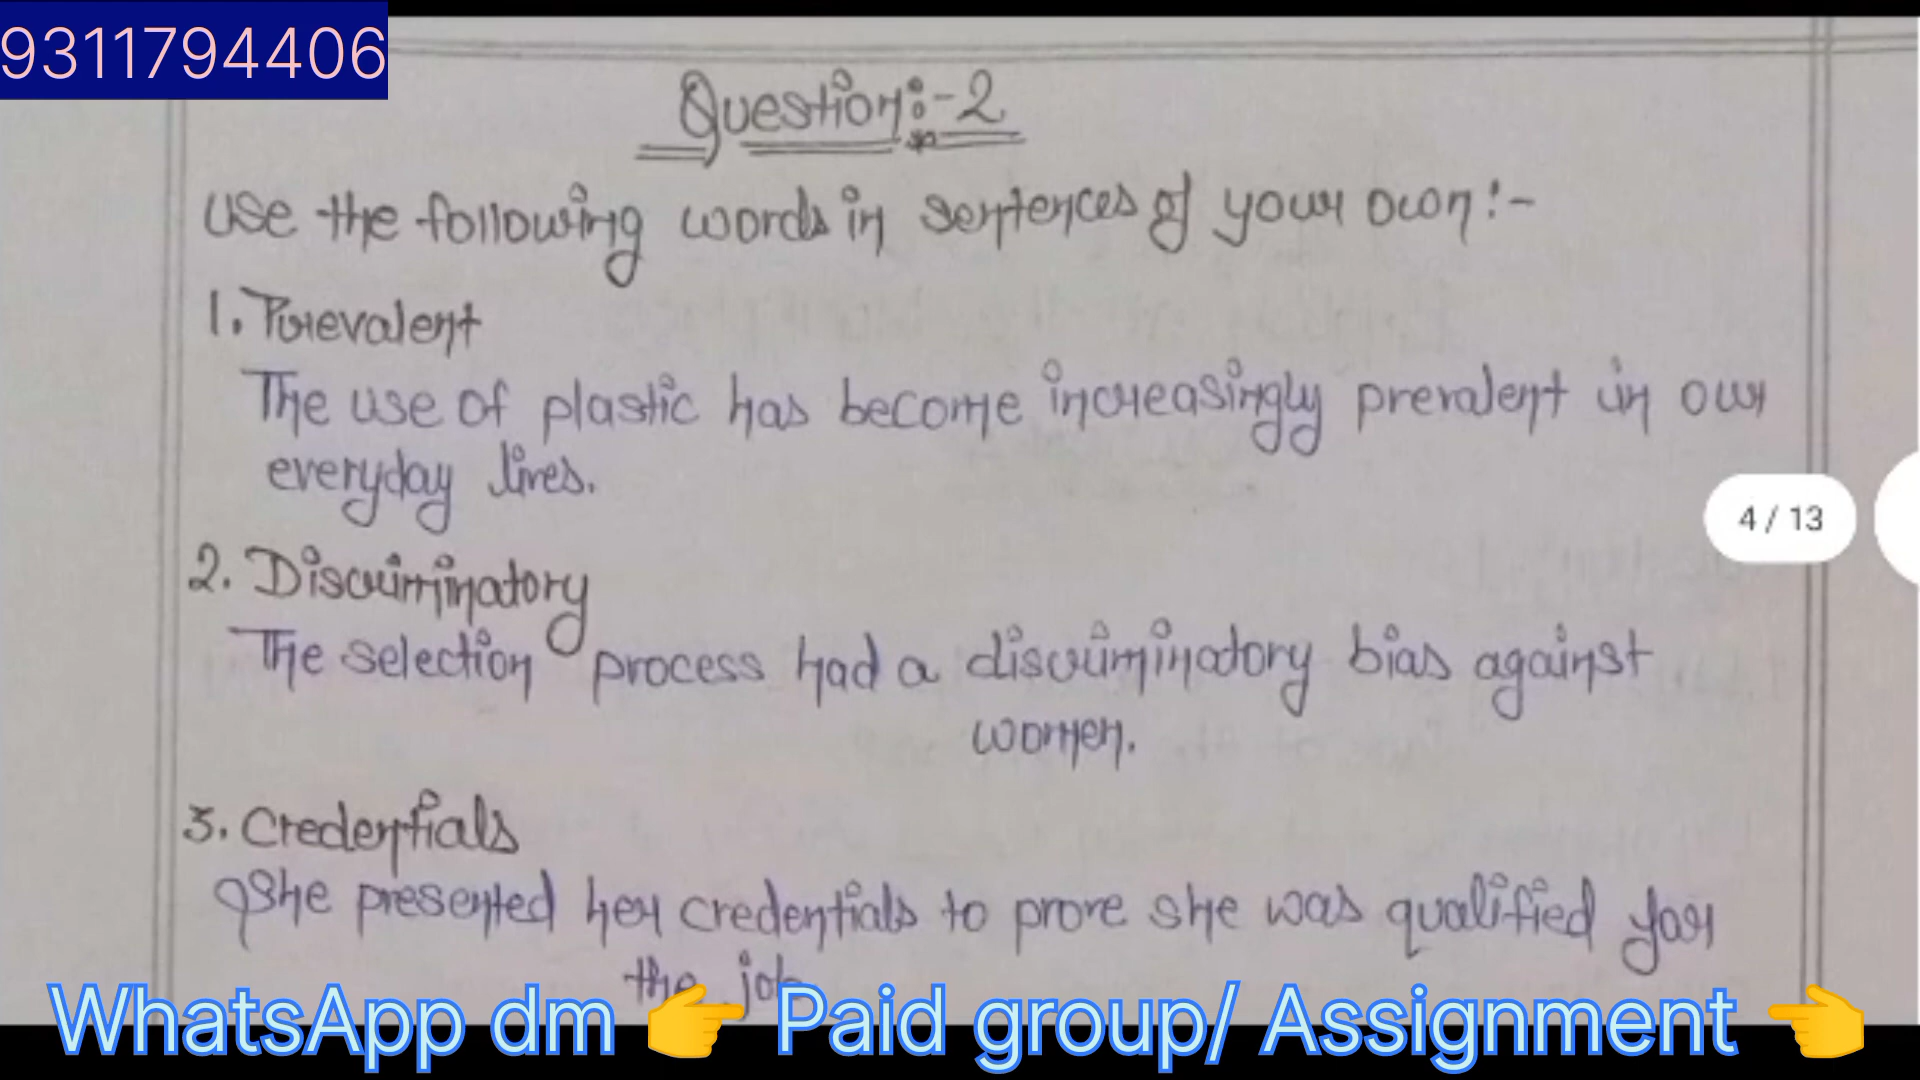 9311794406
Question:-2
Use the following words in sentences of your own:-
1. Prevalent
The use of plastic has become increasingly prevalent in our
everyday lives.
4 / 13
2. Discriminatory
The selection process had a discriminatory bias against
women.
3. Credentials
She presented her credentials to prove she was qualified for
the job
WhatsApp dm 👉 Paid group/ Assignment 👈